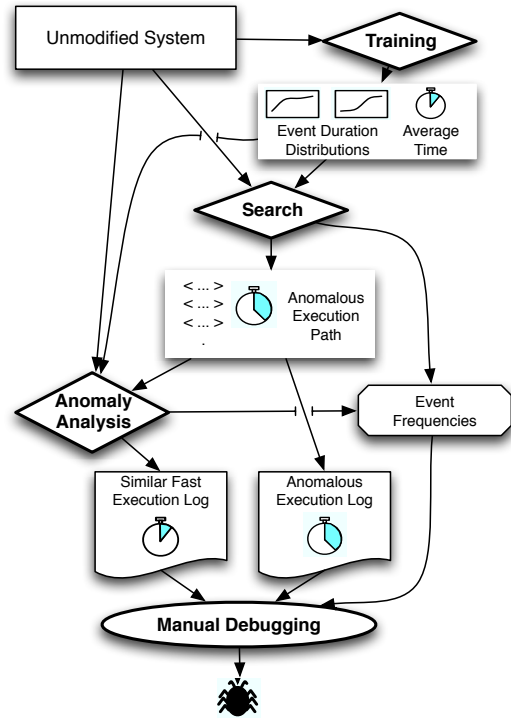 Unmodified System
Training
Event Duration
Distributions
Average
Time
Search
< ... >
< ... >
< ... >
.
Anomalous
Execution
Path
Anomaly
Analysis
Event
Frequencies
Similar Fast
Execution Log
Anomalous
Execution Log
Manual Debugging